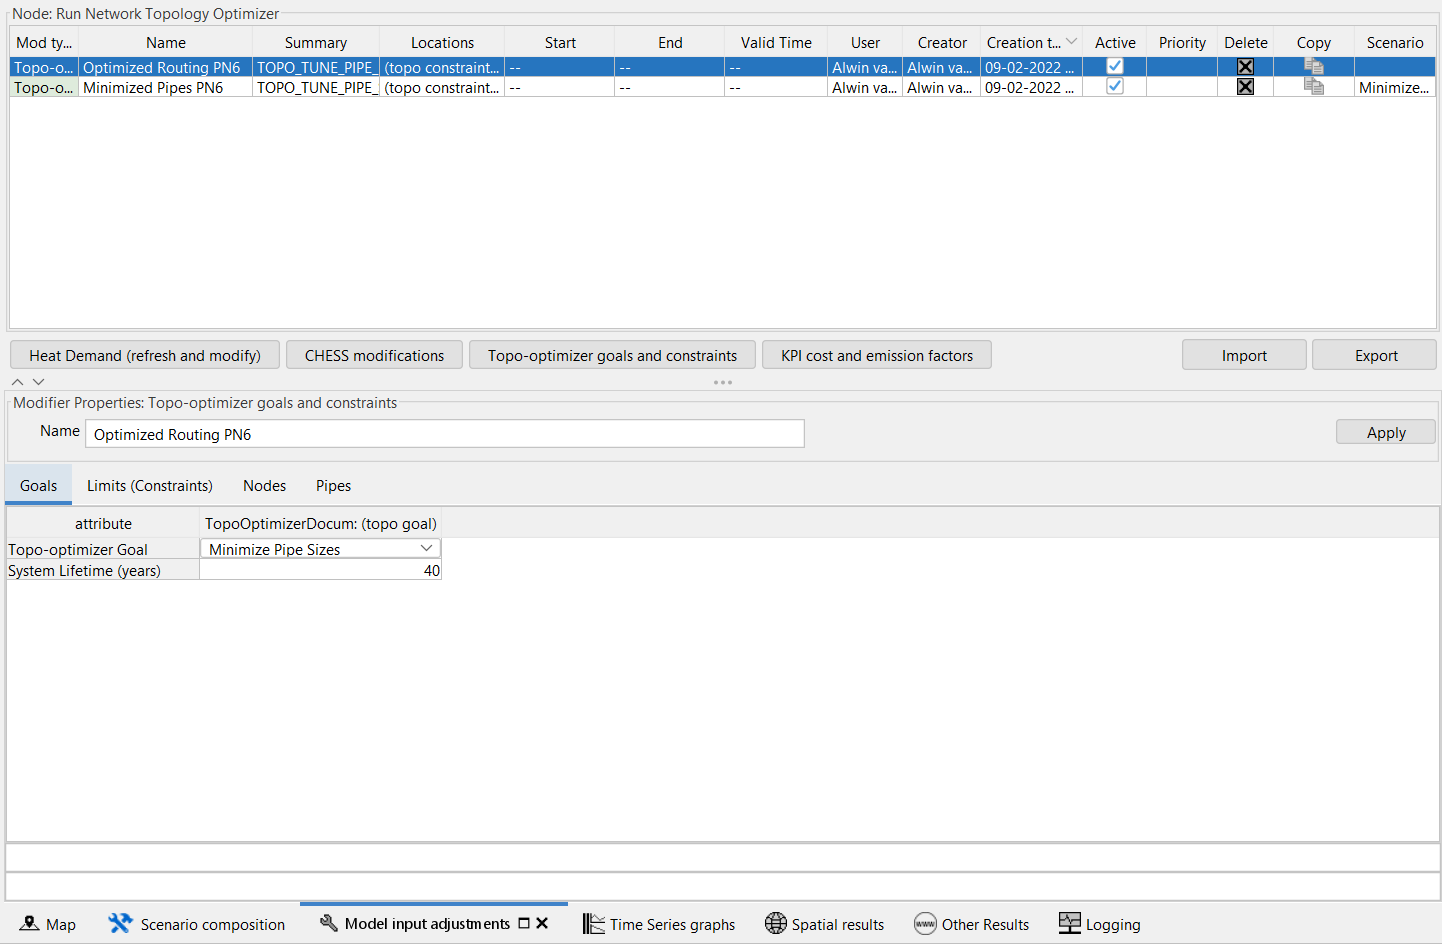 Node: Run Network Topology Optimizer
Mod ty... Name Summary Locations Start End Valid Time User Creator Creation t... Active Priority Delete Copy Scenario
Topo-o... Optimized Routing PN6 TOPO_TUNE_PIPE_ (topo constraint... -- -- -- Alwin va... Alwin va... 09-02-2022 ...
Topo-o... Minimized Pipes PN6 TOPO_TUNE_PIPE_ (topo constraint... -- -- -- Alwin va... Alwin va... 09-02-2022 ... Minimize...
Heat Demand (refresh and modify) CHESS modifications Topo-optimizer goals and constraints KPI cost and emission factors Import Export
Modifier Properties: Topo-optimizer goals and constraints
Name Optimized Routing PN6 Apply
Goals Limits (Constraints) Nodes Pipes
attribute TopoOptimizerDocum: (topo goal)
Topo-optimizer Goal Minimize Pipe Sizes
System Lifetime (years) 40
Map Scenario composition Model input adjustments Time Series graphs Spatial results www Other Results Logging